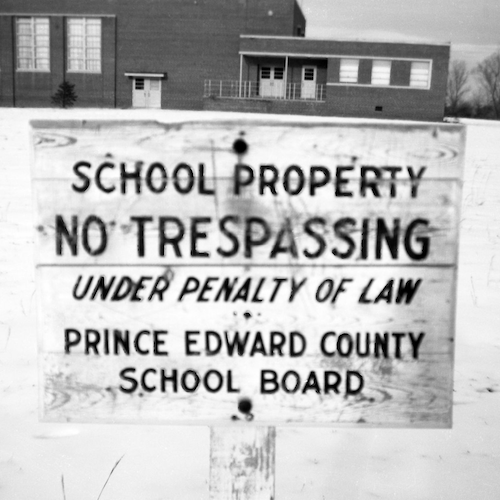 SCHOOL PROPERTY
NO TRESPASSING
UNDER PENALTY OF LAW
PRINCE EDWARD COUNTY
SCHOOL BOARD